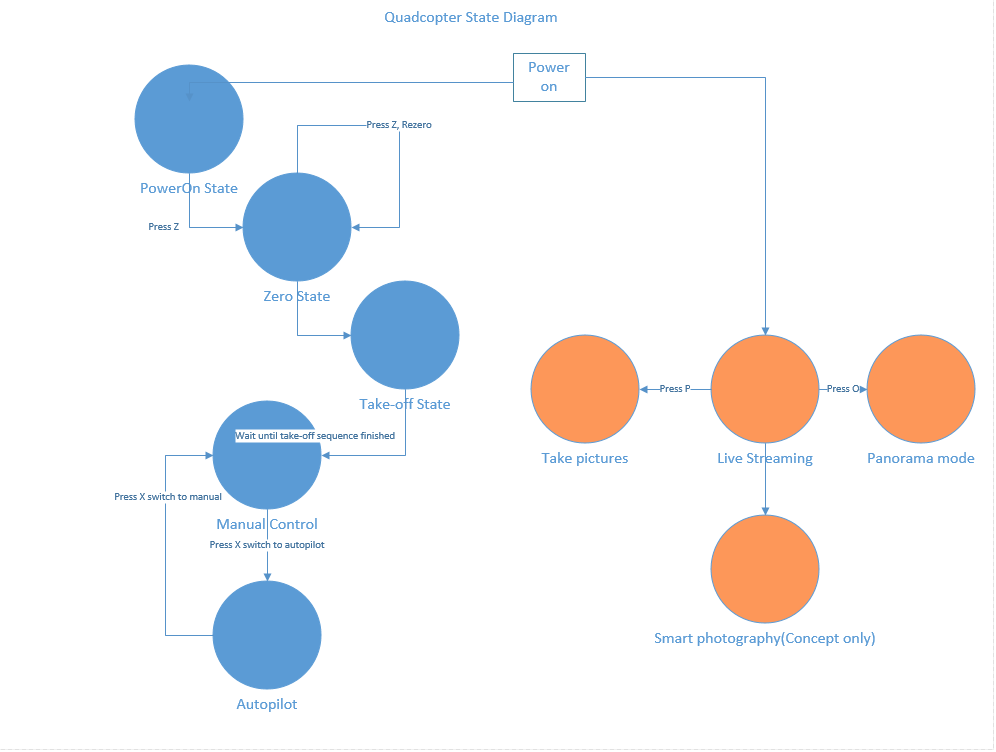 Quadcopter State Diagram
Power
on
Press Z, Rezero
PowerOn State
Press Z
Zero State
Take-off State
Wait until take-off sequence finished
Press X switch to manual
Manual Control
Press X switch to autopilot
Autopilot
Press P
Press O
Take pictures
Live Streaming
Panorama mode
Smart photography(Concept only)